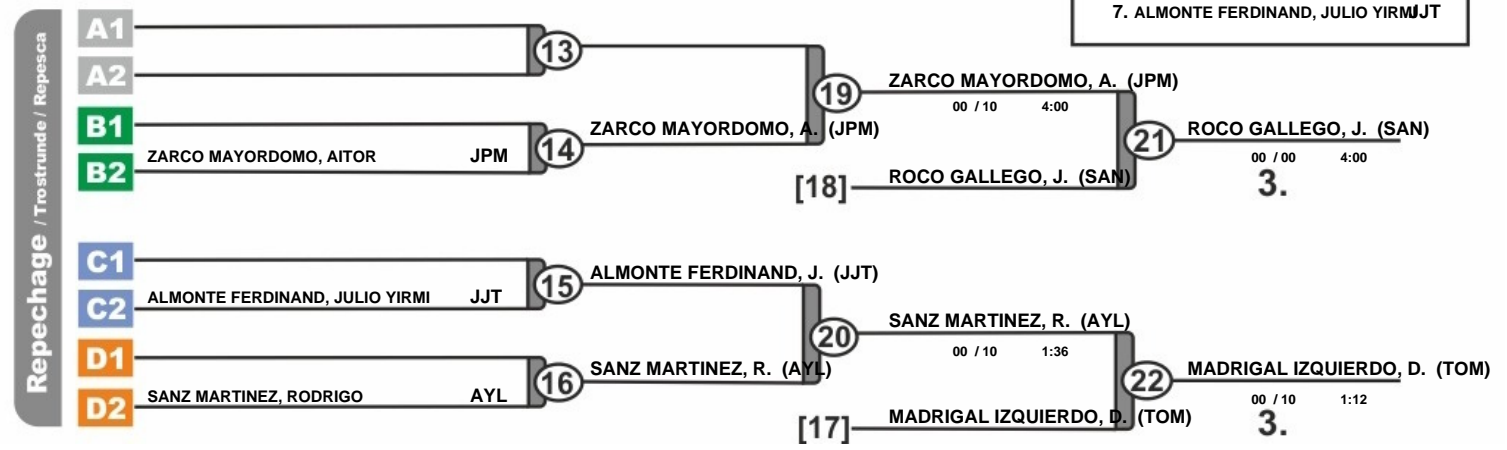 7. ALMONTE FERDINAND, JULIO YIRMI JJT
Repechage / Trostrunde / Repesca
A1
A2
13
B1
B2
ZARCO MAYORDOMO, AITOR JPM
14
ZARCO MAYORDOMO, A. (JPM)
19
ZARCO MAYORDOMO, A. (JPM)
00 / 10 4:00
[18]
ROCO GALLEGO, J. (SAN)
21
ROCO GALLEGO, J. (SAN)
00 / 00 4:00
3.
C1
C2
ALMONTE FERDINAND, JULIO YIRMI JJT
15
ALMONTE FERDINAND, J. (JJT)
D1
D2
SANZ MARTINEZ, RODRIGO AYL
16
SANZ MARTINEZ, R. (AYL)
20
SANZ MARTINEZ, R. (AYL)
00 / 10 1:36
[17]
MADRIGAL IZQUIERDO, D. (TOM)
22
MADRIGAL IZQUIERDO, D. (TOM)
00 / 10 1:12
3.